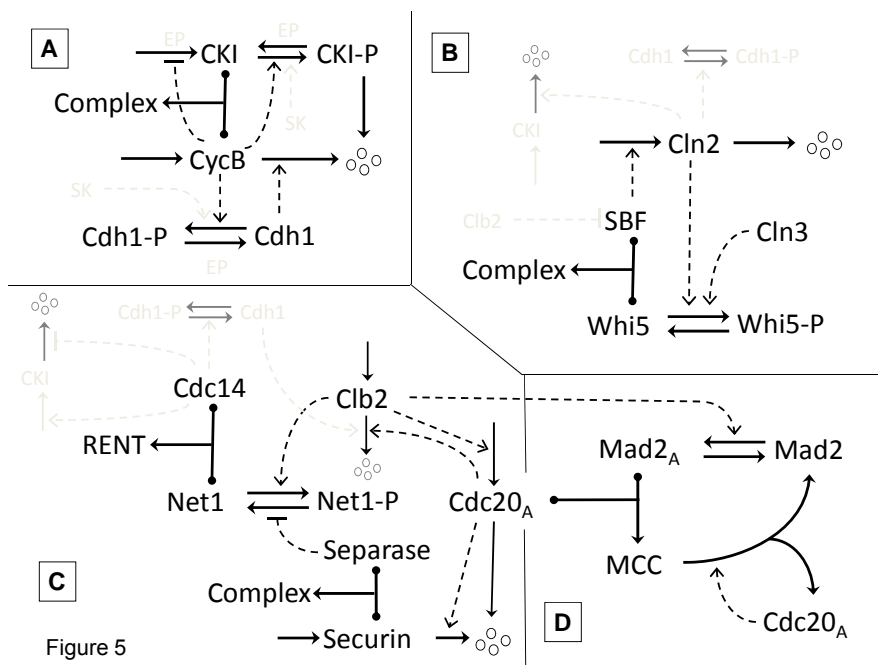 A
EP
CKI
EP
CKI-P
Complex
SK
CycB
SK
Cdh1-P
Cdh1
EP
B
Cdh1
Cdh1-P
CKI
Cln2
Clb2
SBF
Cln3
Complex
Whi5
Whi5-P
Cdh1-P
Cdh1
CKI
Cdc14
Clb2
RENT
Net1
Net1-P
Cdc20A
Separase
C
Complex
Securin
Figure 5
Mad2A
Mad2
MCC
D
Cdc20A